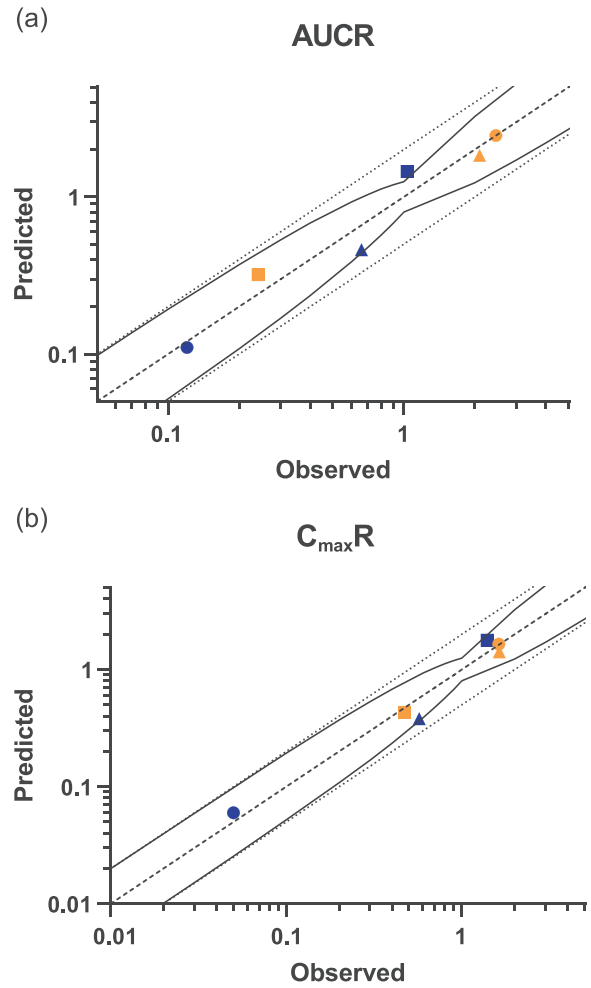 (a)
AUCR
1
0.1
Predicted
0.1
1
Observed
(b)
CmaxR
1
0.1
0.01
Predicted
0.01
0.1
1
Observed